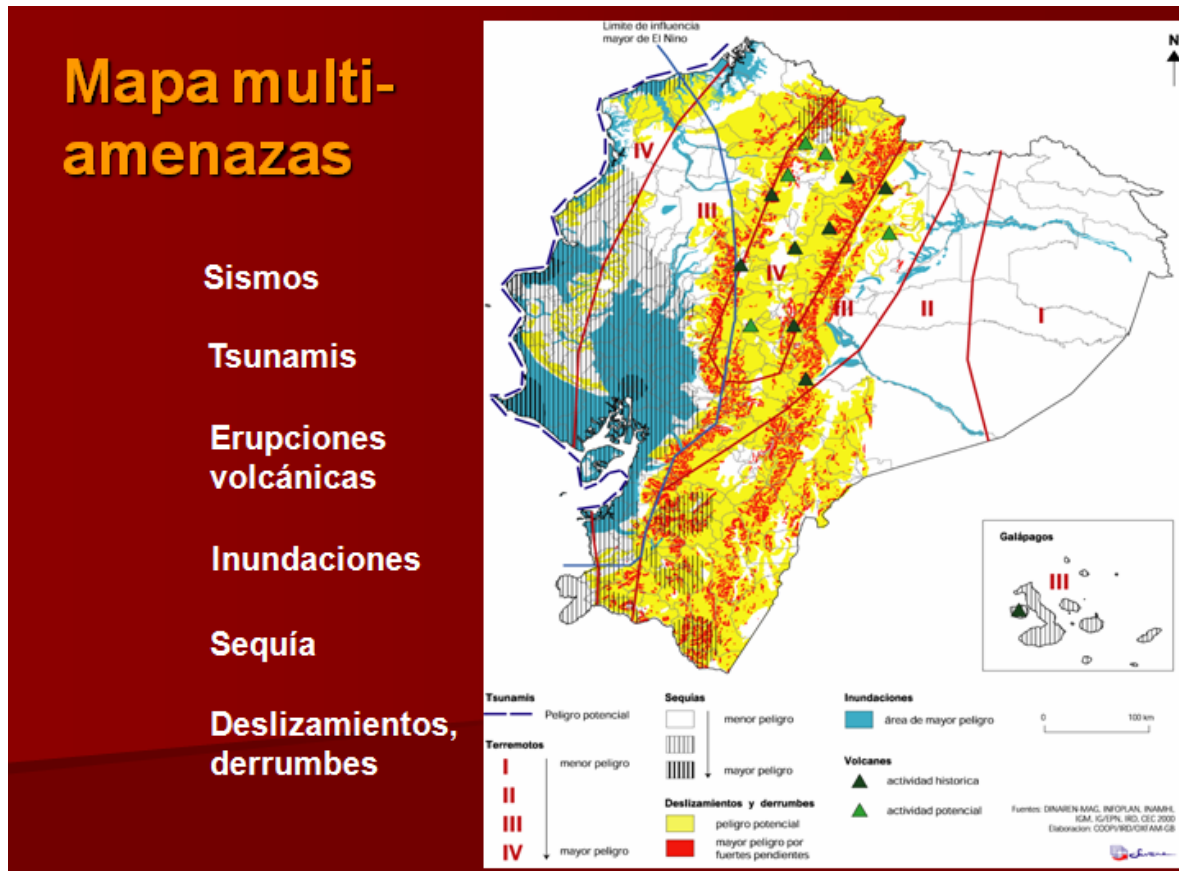 Mapa multi-
amenazas
Sismos
Tsunamis
Erupciones
volcánicas
Inundaciones
Sequía
Deslizamientos,
derrumbes
Limite de influencia
mayor de El Nino
N
IV
III
IV
III
II
I
Galápagos
III
Tsunamis
Peligro potencial
Terremotos
I
menor peligro
II
III
IV
mayor peligro
Sequías
menor peligro
mayor peligro
Deslizamientos y derrumbes
peligro potencial
mayor peligro por
fuertes pendientes
Inundaciones
área de mayor peligro
Volcanes
actividad historica
actividad potencial
0
100 km
Fuentes: DINAREN-MAG, INFOPLAN, INAMHI,
IGM, IG/EPN, IRD, CEC 2000
Elaboracion: COOPI/IRD/OXFAM-GB